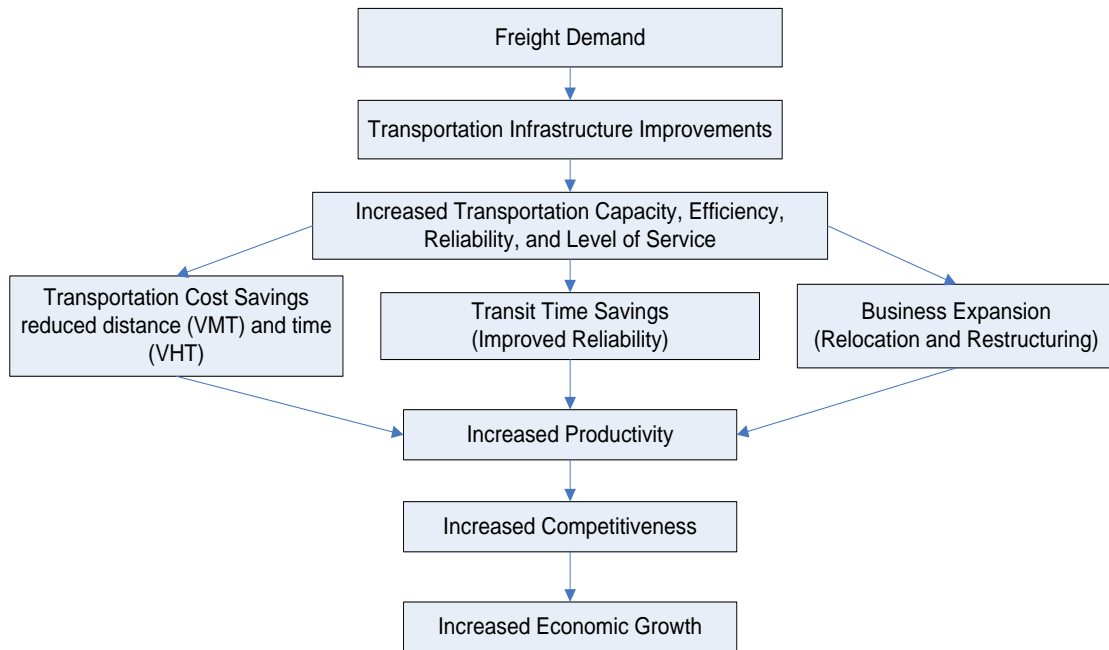 Freight Demand
Transportation Infrastructure Improvements
Increased Transportation Capacity, Efficiency,
Reliability, and Level of Service
Transportation Cost Savings
reduced distance (VMT) and time
(VHT)
Transit Time Savings
(Improved Reliability)
Business Expansion
(Relocation and Restructuring)
Increased Productivity
Increased Competitiveness
Increased Economic Growth